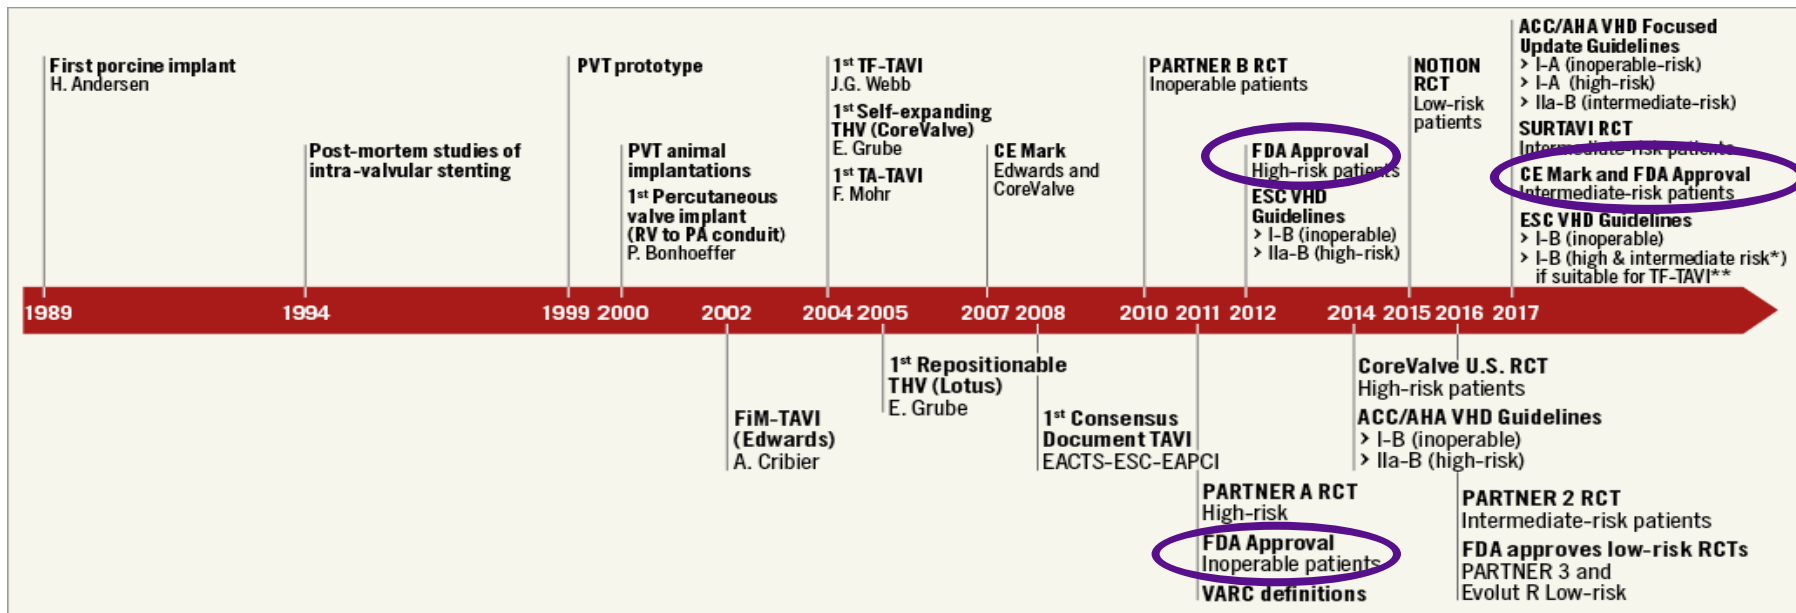 First porcine implant
H. Andersen
Post-mortem studies of
intra-valvular stenting
PVT prototype
PVT animal
implantations
1st Percutaneous
valve implant
(RV to PA conduit)
P. Bonhoeffer
1st TF-TAVI
J.G. Webb
1st Self-expanding
THV (CoreValve)
E. Grube
1st TA-TAVI
F. Mohr
CE Mark
Edwards and
CoreValve
PARTNER B RCT
Inoperable patients
FDA Approval
High-risk patients
ESC VHD
Guidelines
> I-B (inoperable)
> IIa-B (high-risk)
NOTION
RCT
Low-risk
patients
ACC/AHA VHD Focused
Update Guidelines
> I-A (inoperable-risk)
> I-A (high-risk)
> IIa-B (intermediate-risk)
SURTAVI RCT
Intermediate-risk patients
CE Mark and FDA Approval
Intermediate-risk patients
ESC VHD Guidelines
> I-B (inoperable)
> I-B (high & intermediate risk*)
if suitable for TF-TAVI**
1989 1994 1999 2000 2002 2004 2005 2007 2008 2010 2011 2012 2014 2015 2016 2017
FiM-TAVI
(Edwards)
A. Cribier
1st Repositionable
THV (Lotus)
E. Grube
1st Consensus
Document TAVI
EACTS-ESC-EAPCI
PARTNER A RCT
High-risk
FDA Approval
Inoperable patients
VARC definitions
CoreValve U.S. RCT
High-risk patients
ACC/AHA VHD Guidelines
> I-B (inoperable)
> IIa-B (high-risk)
PARTNER 2 RCT
Intermediate-risk patients
FDA approves low-risk RCTs
PARTNER 3 and
Evolut R Low-risk